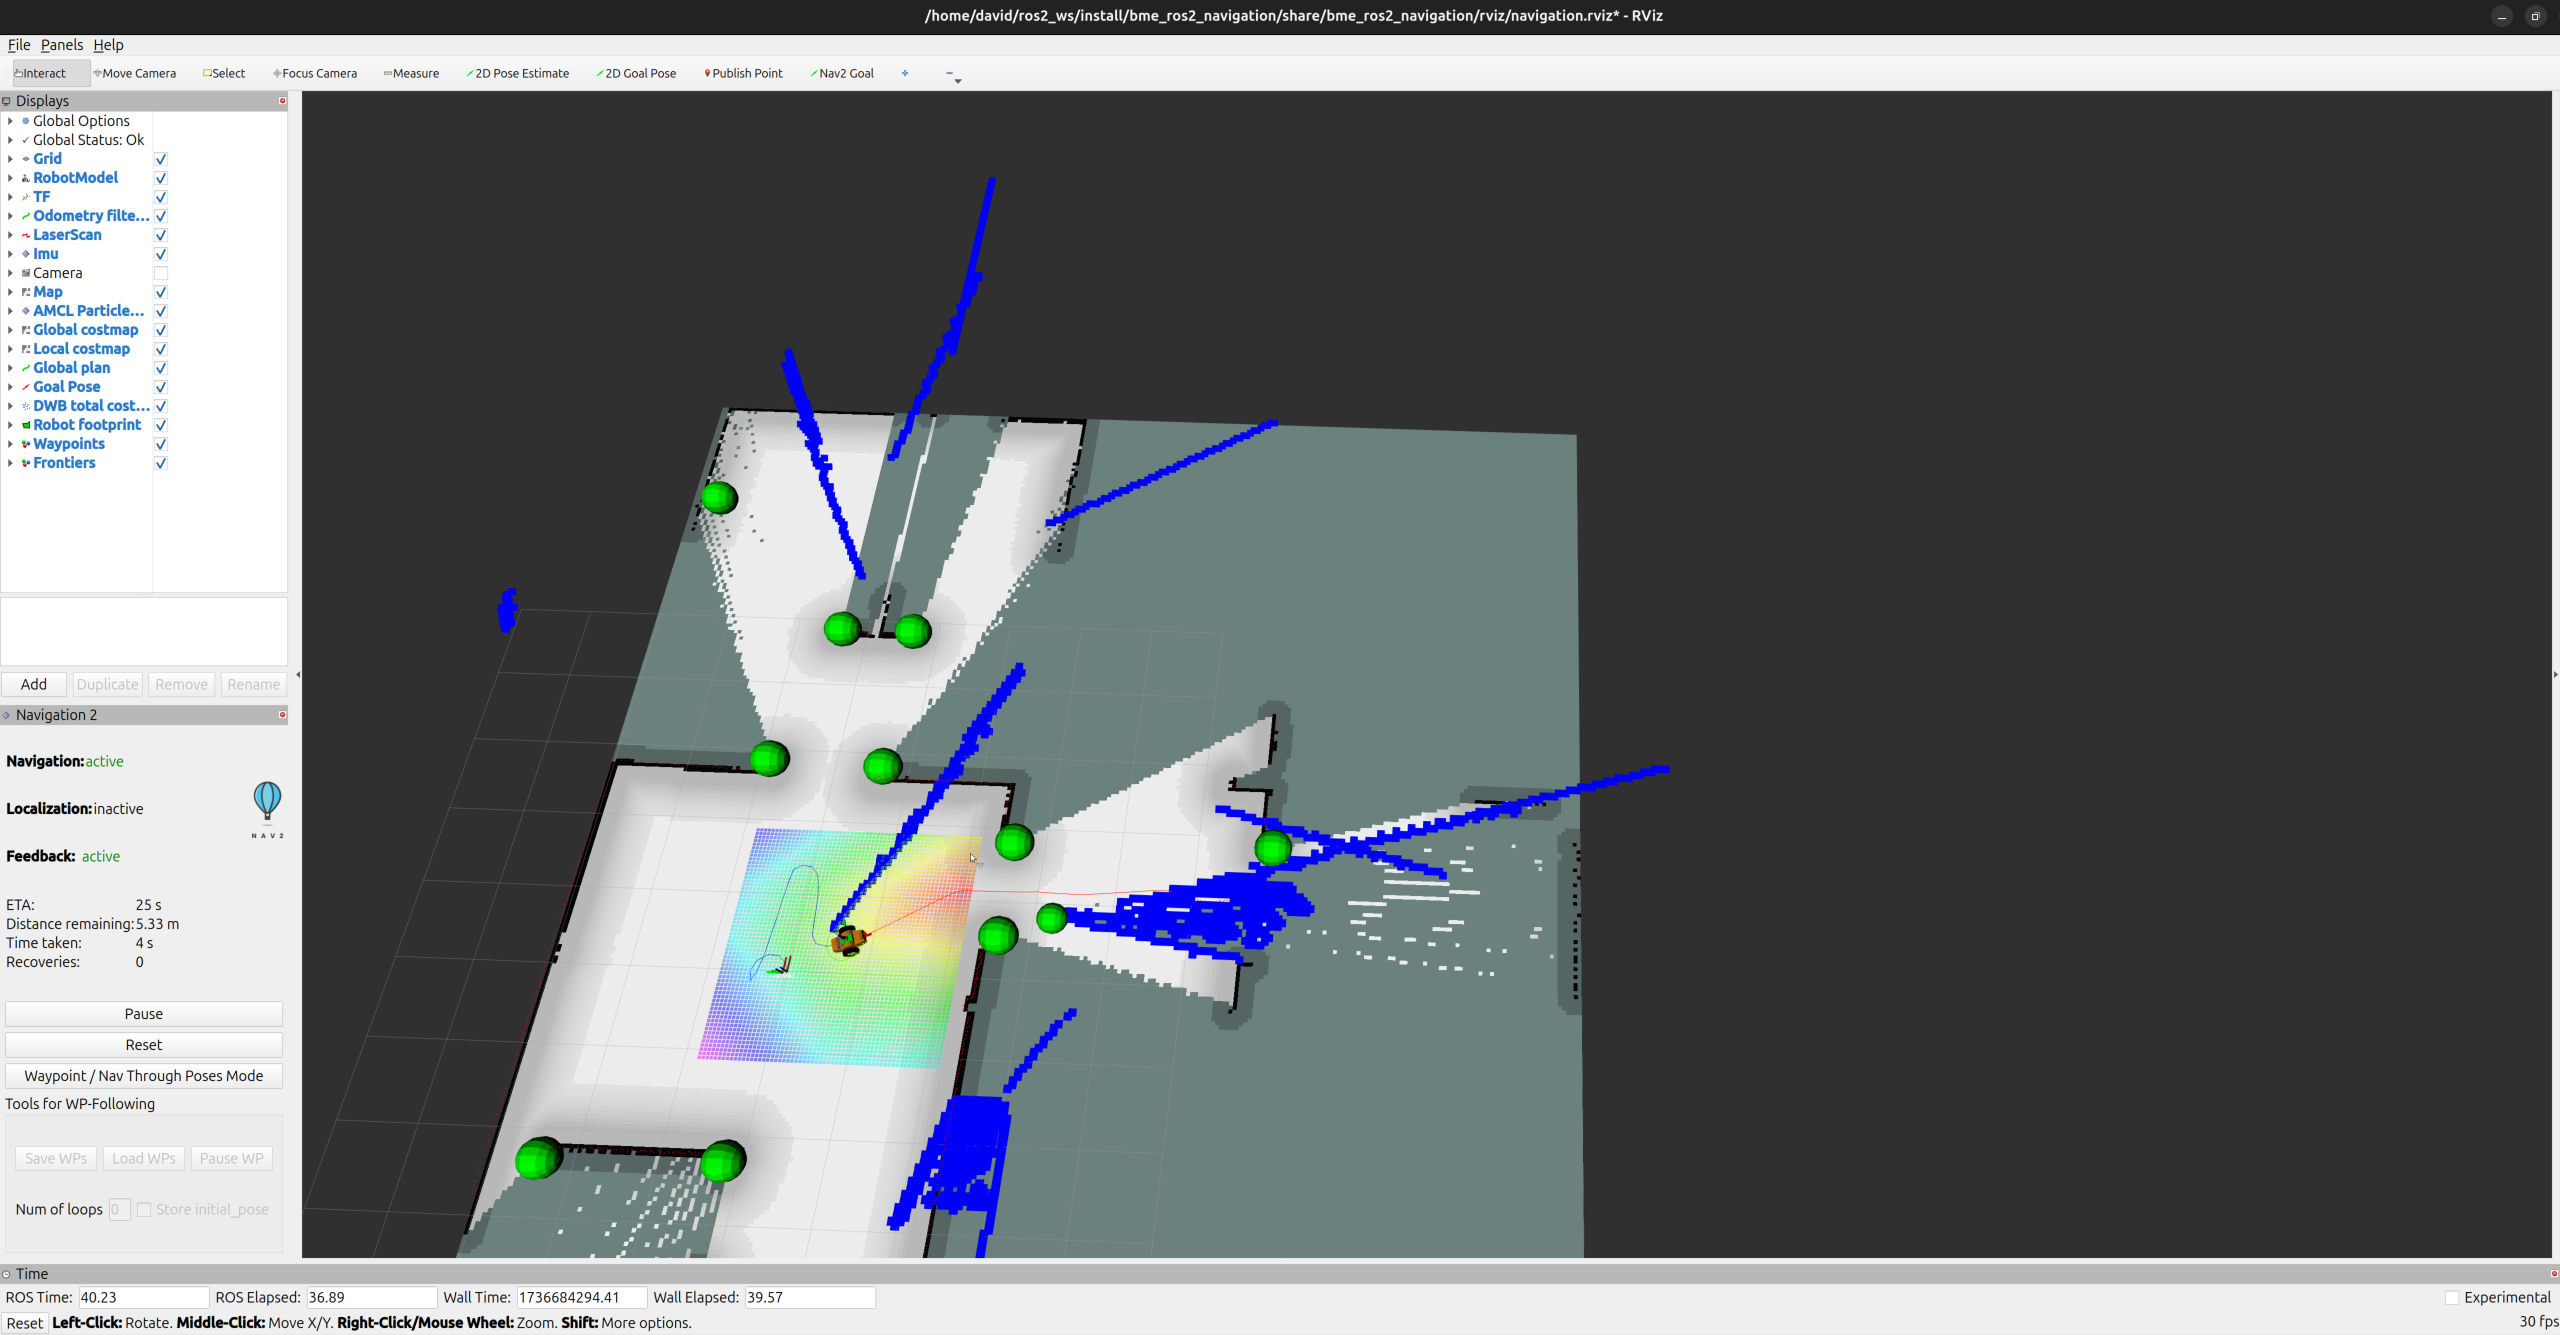 /home/david/ros2_ws/install/bme_ros2_navigation/share/bme_ros2_navigation/rviz/navigation.rviz* - RViz
File Panels Help
Interact Move Camera Select Focus Camera Measure 2D Pose Estimate 2D Goal Pose Publish Point Nav2 Goal
Displays
Global Options
Global Status: Ok
Grid
RobotModel
TF
Odometry filte...
LaserScan
Imu
Camera
Map
AMCL Particle...
Global costmap
Local costmap
Global plan
Goal Pose
DWB total cost...
Robot footprint
Waypoints
Frontiers
Add Duplicate Remove Rename
Navigation 2
Navigation: active
Localization: inactive
NAV2
Feedback: active
ETA: 25 s
Distance remaining: 5.33 m
Time taken: 4 s
Recoveries: 0
Pause
Reset
Waypoint / Nav Through Poses Mode
Tools for WP-Following
Save WPs Load WPs Pause WP
Num of loops 0 Store initial_pose
Time
ROS Time: 40.23 ROS Elapsed: 36.89 Wall Time: 1736684294.41 Wall Elapsed: 39.57 Experimental
Reset Left-Click: Rotate. Middle-Click: Move X/Y. Right-Click/Mouse Wheel: Zoom. Shift: More options. 30 fps